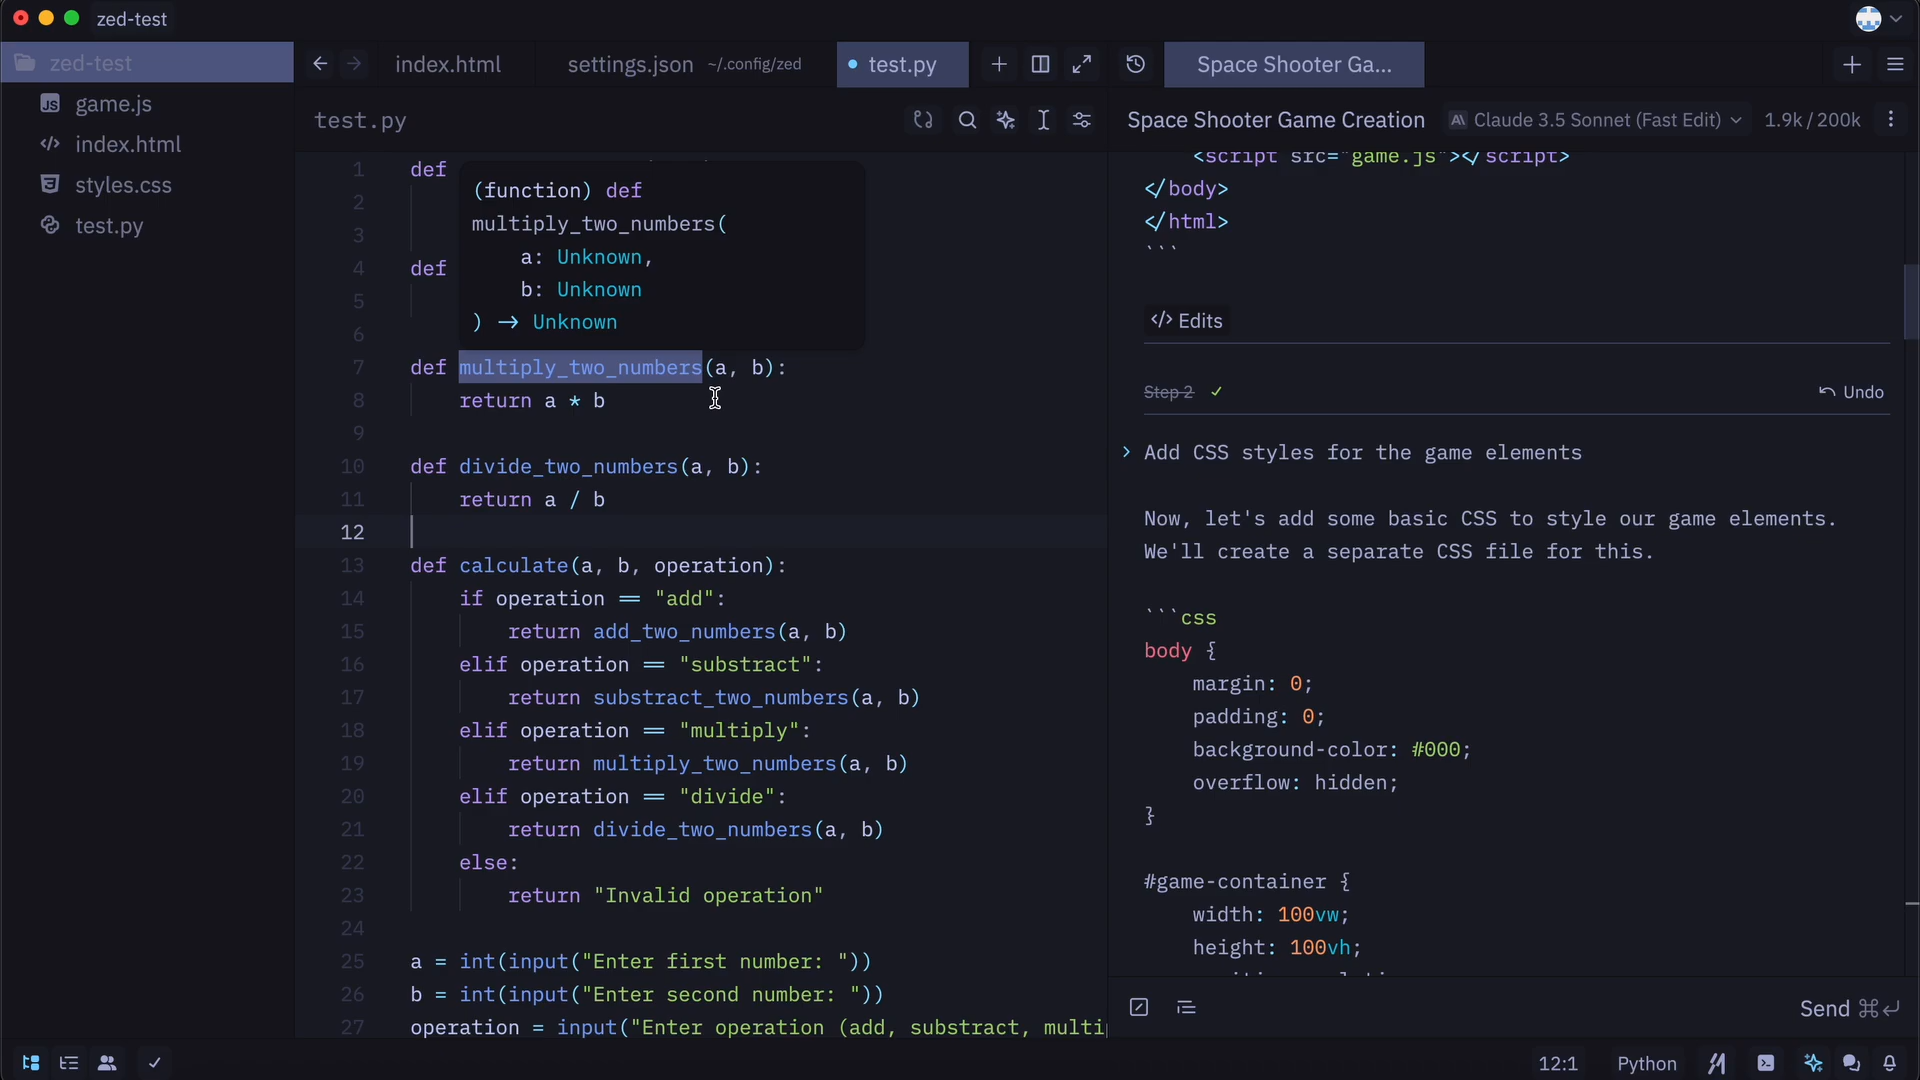 zed-test
zed-test
game.js
index.html
styles.css
test.py
index.html
settings.json ~/.config/zed
test.py
test.py
1 def
2
3
4 def
5
6
(function) def
multiply_two_numbers(
a: Unknown,
b: Unknown
) → Unknown
7 def multiply_two_numbers(a, b):
8 return a * b
9
10 def divide_two_numbers(a, b):
11 return a / b
12
13 def calculate(a, b, operation):
14 if operation == "add":
15 return add_two_numbers(a, b)
16 elif operation == "substract":
17 return substract_two_numbers(a, b)
18 elif operation == "multiply":
19 return multiply_two_numbers(a, b)
20 elif operation == "divide":
21 return divide_two_numbers(a, b)
22 else:
23 return "Invalid operation"
24
25 a = int(input("Enter first number: "))
26 b = int(input("Enter second number: "))
27 operation = input("Enter operation (add, substract, multi
Space Shooter Ga...
Space Shooter Game Creation
Claude 3.5 Sonnet (Fast Edit)
1.9k / 200k
<script src="game.js"></script>
</body>
</html>
```
</> Edits
Step 2 ✓
Undo
Add CSS styles for the game elements
Now, let's add some basic CSS to style our game elements.
We'll create a separate CSS file for this.
```css
body {
margin: 0;
padding: 0;
background-color: #000;
overflow: hidden;
}
#game-container {
width: 100vw;
height: 100vh;
Send ⌘↵
12:1
Python